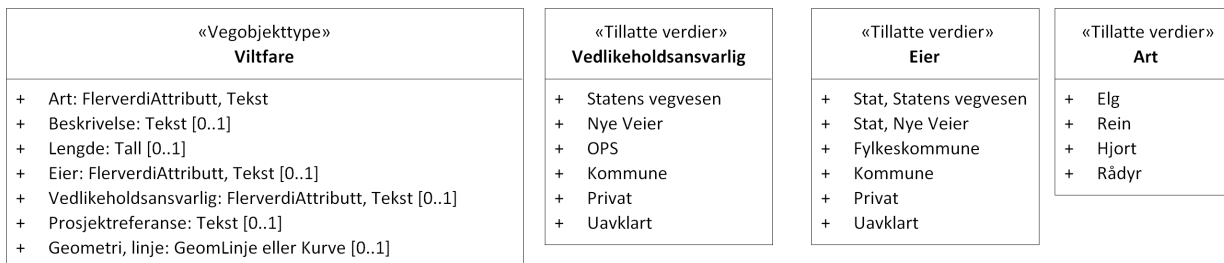 «Vegobjekttype»
Viltfare
+ Art: FlerverdiAttributt, Tekst
+ Beskrivelse: Tekst [0..1]
+ Lengde: Tall [0..1]
+ Eier: FlerverdiAttributt, Tekst [0..1]
+ Vedlikeholdsansvarlig: FlerverdiAttributt, Tekst [0..1]
+ Prosjektreferanse: Tekst [0..1]
+ Geometri, linje: GeomLinje eller Kurve [0..1]
«Tillatte verdier»
Vedlikeholdsansvarlig
+ Statens vegvesen
+ Nye Veier
+ OPS
+ Kommune
+ Privat
+ Uavklart
«Tillatte verdier»
Eier
+ Stat, Statens vegvesen
+ Stat, Nye Veier
+ Fylkeskommune
+ Kommune
+ Privat
+ Uavklart
«Tillatte verdier»
Art
+ Elg
+ Rein
+ Hjort
+ Rådyr